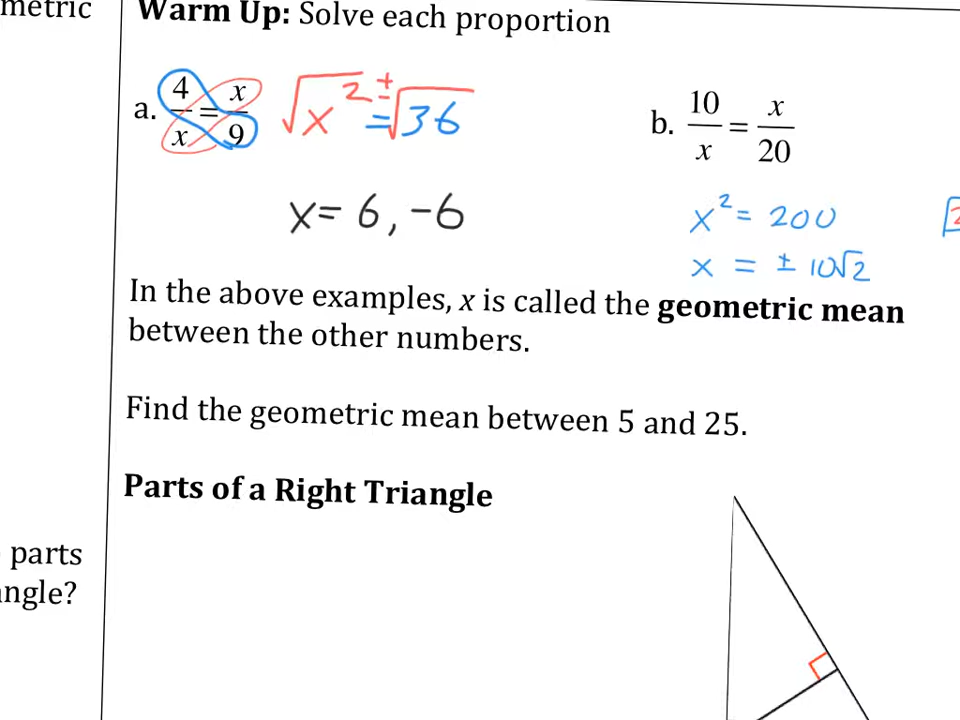 metric
Warm Up: Solve each proportion
a. 4/x = x/9
√x² = ±√36
x = 6, -6
b. 10/x = x/20
x² = 200
x = ± 10√2
In the above examples, x is called the geometric mean
between the other numbers.
Find the geometric mean between 5 and 25.
Parts of a Right Triangle
parts
angle?